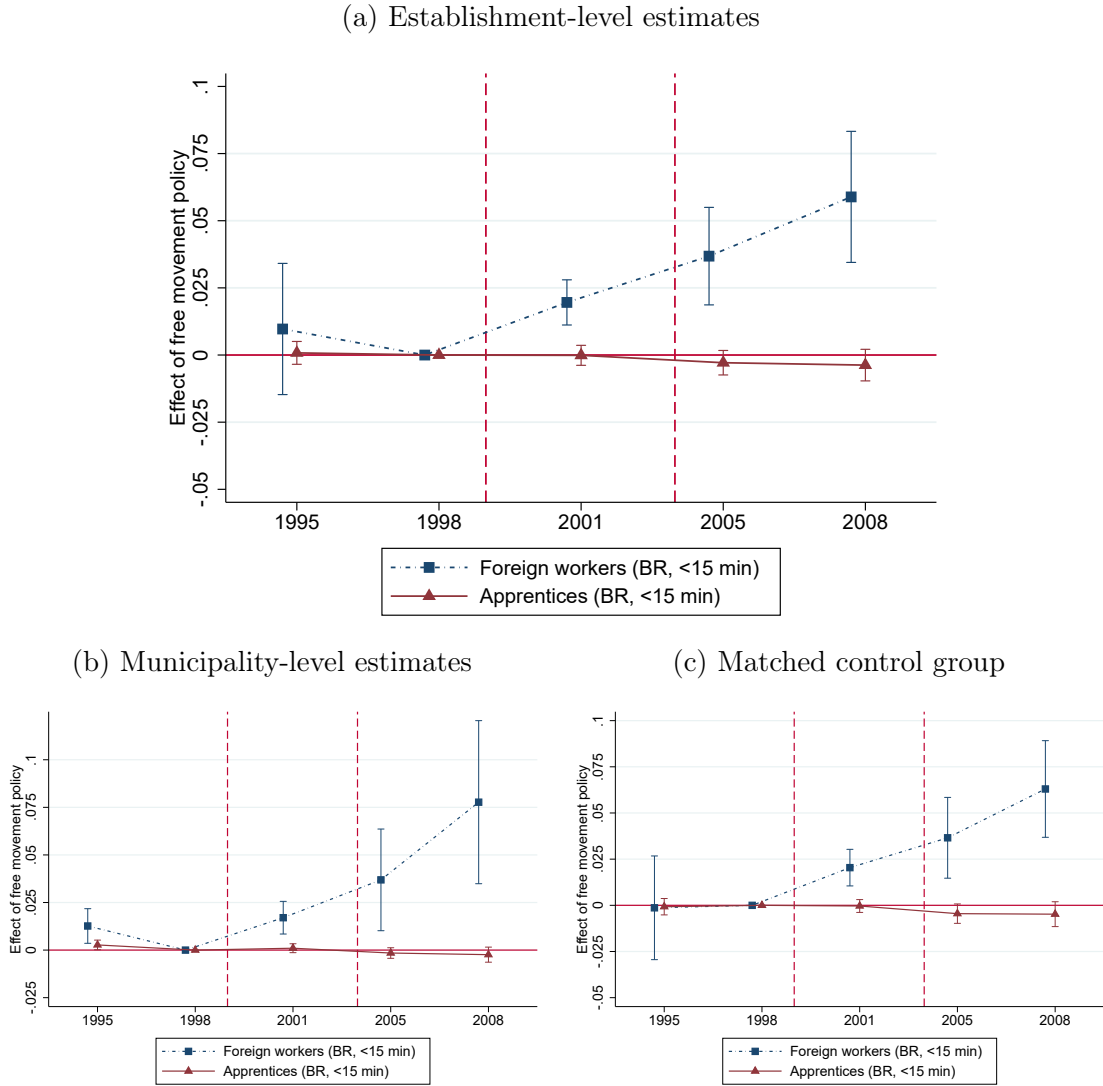 (a) Establishment-level estimates
Effect of free movement policy
.1
.075
.05
.025
0
-.025
-.05
1995 1998 2001 2005 2008
Foreign workers (BR, <15 min)
Apprentices (BR, <15 min)
(b) Municipality-level estimates
Effect of free movement policy
.1
.075
.05
.025
0
-.025
1995 1998 2001 2005 2008
Foreign workers (BR, <15 min)
Apprentices (BR, <15 min)
(c) Matched control group
Effect of free movement policy
.1
.075
.05
.025
0
-.025
-.05
1995 1998 2001 2005 2008
Foreign workers (BR, <15 min)
Apprentices (BR, <15 min)